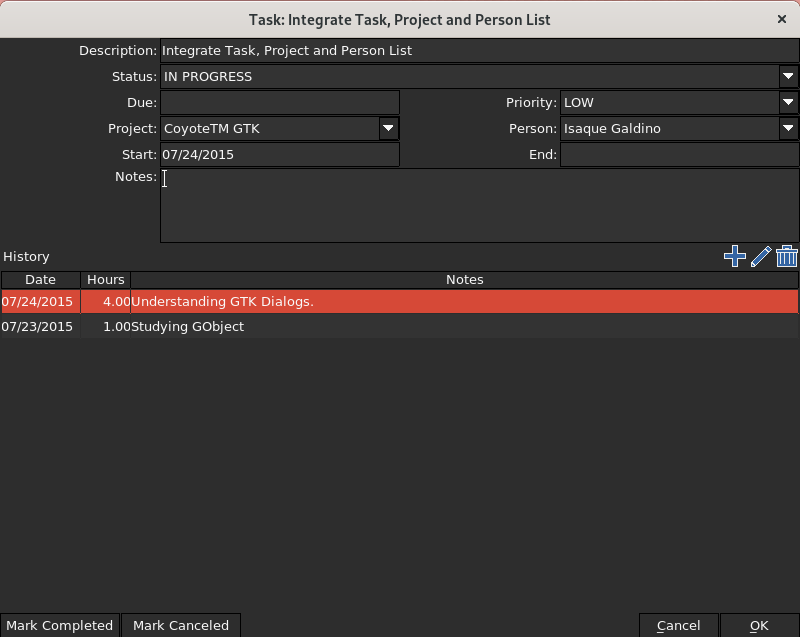 Task: Integrate Task, Project and Person List
Description: Integrate Task, Project and Person List
Status: IN PROGRESS
Due: Priority: LOW
Project: CoyoteTM GTK Person: Isaque Galdino
Start: 07/24/2015 End:
Notes:
History
Date Hours Notes
07/24/2015 4.00 Understanding GTK Dialogs.
07/23/2015 1.00 Studying GObject
Mark Completed Mark Canceled Cancel OK